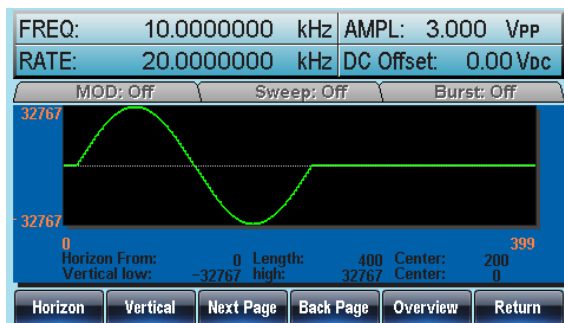 FREQ: 10.0000000 kHz AMPL: 3.000 VPP
RATE: 20.0000000 kHz DC Offset: 0.00 VDC
MOD: Off Sweep: Off Burst: Off
32767
- 32767
0 399
Horizon From: 0 Length: 400 Center: 200
Vertical low: -32767 high: 32767 Center: 0
Horizon Vertical Next Page Back Page Overview Return